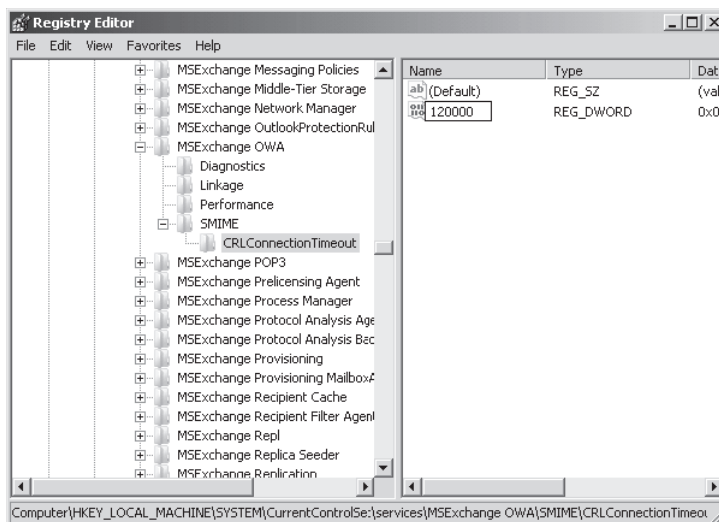 Registry Editor
File Edit View Favorites Help
MSExchange Messaging Policies
MSExchange Middle-Tier Storage
MSExchange Network Manager
MSExchange OutlookProtectionRul
MSExchange OWA
Diagnostics
Linkage
Performance
SMIME
CRLConnectionTimeout
MSExchange POP3
MSExchange Prelicensing Agent
MSExchange Process Manager
MSExchange Protocol Analysis Age
MSExchange Protocol Analysis Bac
MSExchange Provisioning
MSExchange Provisioning MailboxA
MSExchange Recipient Cache
MSExchange Recipient Filter Agent
MSExchange Repl
MSExchange Replica Seeder
MSExchange Replication
Name Type Dat
ab (Default) REG_SZ (val
120000 REG_DWORD 0x0
Computer\HKEY_LOCAL_MACHINE\SYSTEM\CurrentControlSe:\services\MSExchange OWA\SMIME\CRLConnectionTimeou